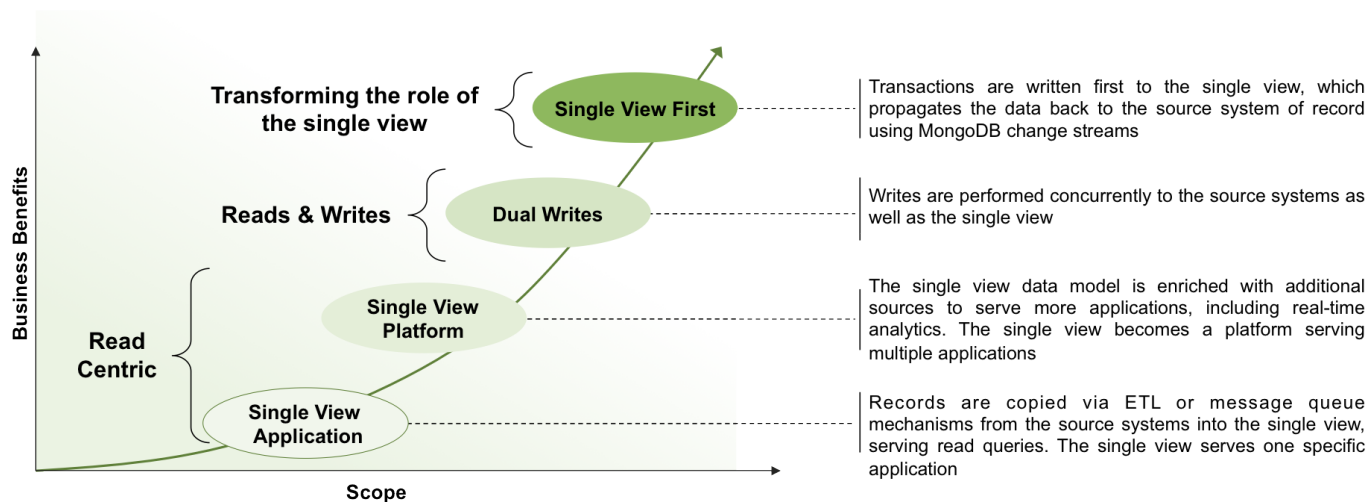 Transforming the role of
the single view
Single View First
Transactions are written first to the single view, which
propagates the data back to the source system of record
using MongoDB change streams
Reads & Writes
Dual Writes
Writes are performed concurrently to the source systems as
well as the single view
Business Benefits
Single View
Platform
The single view data model is enriched with additional
sources to serve more applications, including real-time
analytics. The single view becomes a platform serving
multiple applications
Read
Centric
Single View
Application
Records are copied via ETL or message queue
mechanisms from the source systems into the single view,
serving read queries. The single view serves one specific
application
Scope